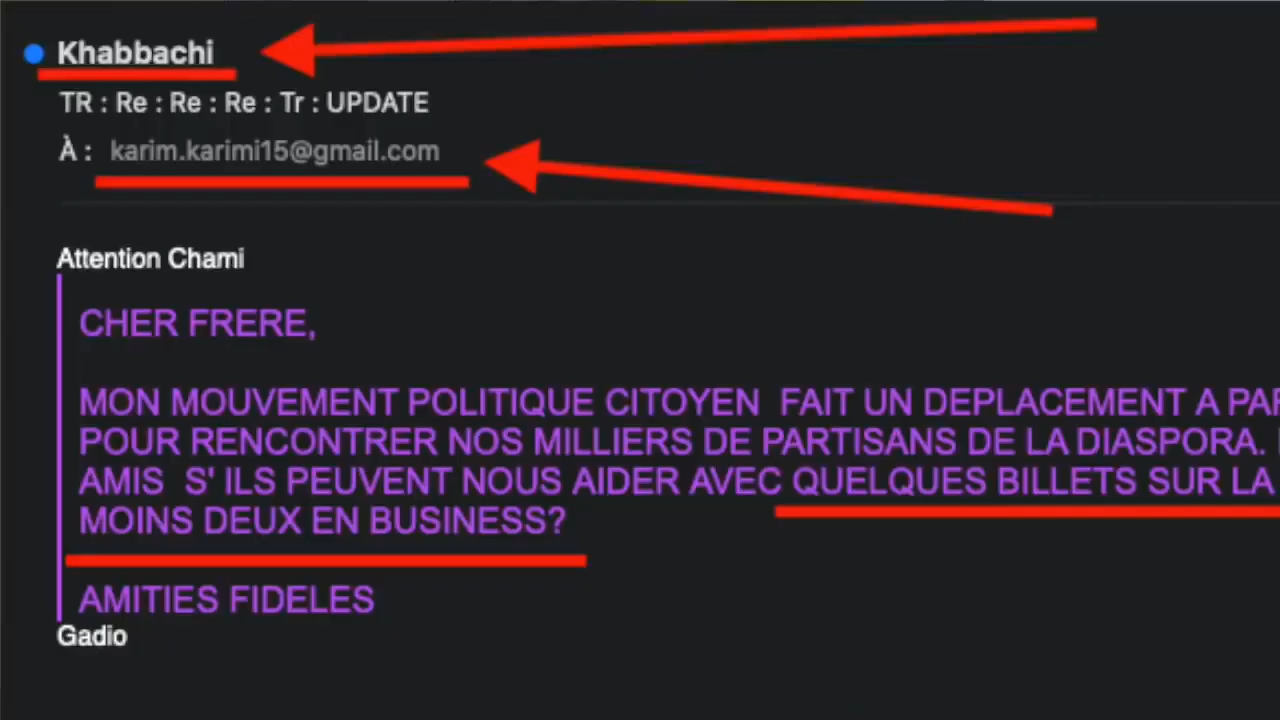 Khabbachi
TR : Re : Re : Re : Tr : UPDATE
À : karim.karimi15@gmail.com
Attention Chami
CHER FRERE,
MON MOUVEMENT POLITIQUE CITOYEN FAIT UN DEPLACEMENT A
POUR RENCONTRER NOS MILLIERS DE PARTISANS DE LA DIASPORA.
AMIS S' ILS PEUVENT NOUS AIDER AVEC QUELQUES BILLETS SUR LA
MOINS DEUX EN BUSINESS?
AMITIES FIDELES
Gadio